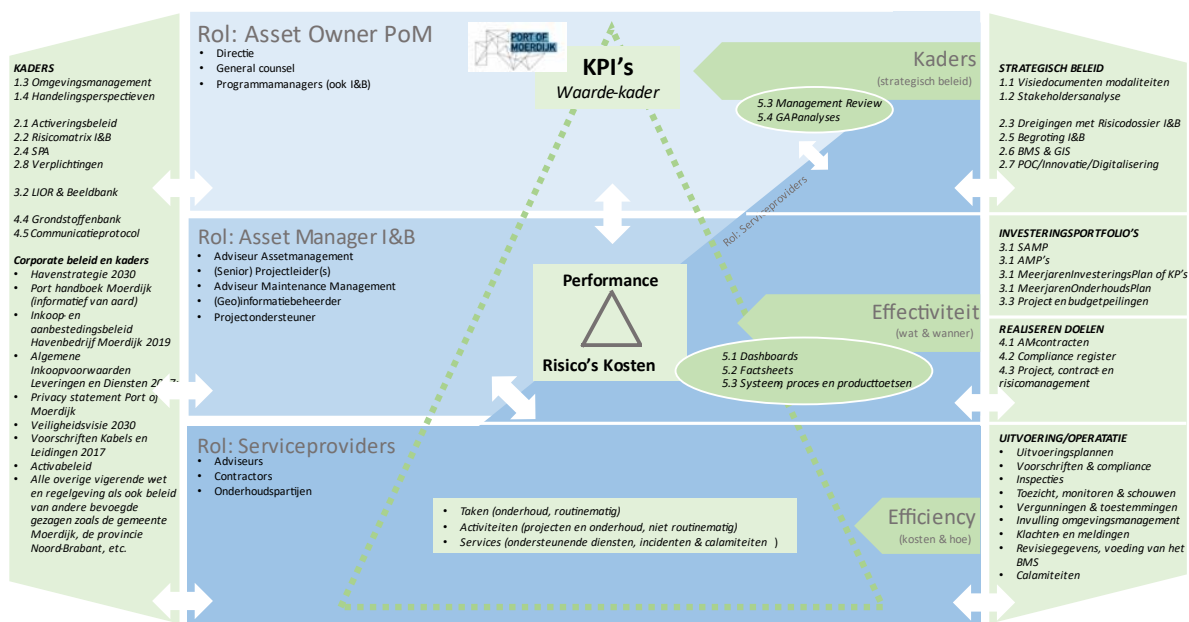 KADERS
1.3 Omgevingsmanagement
1.4 Handelingsperspectieven
2.1 Activeringsbeleid
2.2 Risicomatrix I&B
2.4 SPA
2.8 Verplichtingen
3.2 LIOR & Beeldbank
4.4 Grondstoffenbank
4.5 Communicatieprotocol
Corporate beleid en kaders
• Havenstrategie 2030
• Port handboek Moerdijk
(informatief van aard)
• Inkoop- en
aanbestedingsbeleid
Havenbedrijf Moerdijk 2019
• Algemene
Inkoopvoorwaarden
Leveringen en Diensten 2017
• Privacy statement Port of
Moerdijk
• Veiligheidsvisie 2030
• Voorschriften Kabels en
Leidingen 2017
• Activabeleid
• Alle overige vigerende wet
en regelgeving als ook beleid
van andere bevoegde
gezagen zoals de gemeente
Moerdijk, de provincie
Noord-Brabant, etc.
Rol: Asset Owner PoM
• Directie
• General counsel
• Programmamanagers (ook I&B)
PORT OF
MOERDIJK
KPI's
Waarde-kader
Kaders
(strategisch beleid)
5.3 Management Review
5.4 GAPanalyses
Rol: Serviceproviders
Rol: Asset Manager I&B
• Adviseur Assetmanagement
• (Senior) Projectleider(s)
• Adviseur Maintenance Management
• (Geo)informatiebeheerder
• Projectondersteuner
Performance
Risico's Kosten
Effectiviteit
(wat & wanner)
5.1 Dashboards
5.2 Factsheets
5.3 Systeem, proces- en producttoetsen
Rol: Serviceproviders
• Adviseurs
• Contractors
• Onderhoudspartijen
• Taken (onderhoud, routinematig)
• Activiteiten (projecten en onderhoud, niet routinematig)
• Services (ondersteunende diensten, incidenten & calamiteiten )
Efficiency
(kosten & hoe)
STRATEGISCH BELEID
1.1 Visiedocumenten modaliteiten
1.2 Stakeholdersanalyse
2.3 Dreigingen met Risicodossier I&B
2.5 Begroting I&B
2.6 BMS & GIS
2.7 POC/Innovatie/Digitalisering
INVESTERINGSPORTFOLIO'S
3.1 SAMP
3.1 AMP's
3.1 MeerjarenInvesteringsPlan of KP's
3.1 MeerjarenOnderhoudsPlan
3.3 Project en budgetpeilingen
REALISEREN DOELEN
4.1 AMcontracten
4.2 Compliance register
4.3 Project, contract- en
risicomanagement
UITVOERING/OPERATATIE
• Uitvoeringsplannen
• Voorschriften & compliance
• Inspecties
• Toezicht, monitoren & schouwen
• Vergunningen & toestemmingen
• Invulling omgevingsmanagement
• Klachten- en meldingen
• Revisiegegevens, voeding van het
BMS
• Calamiteiten